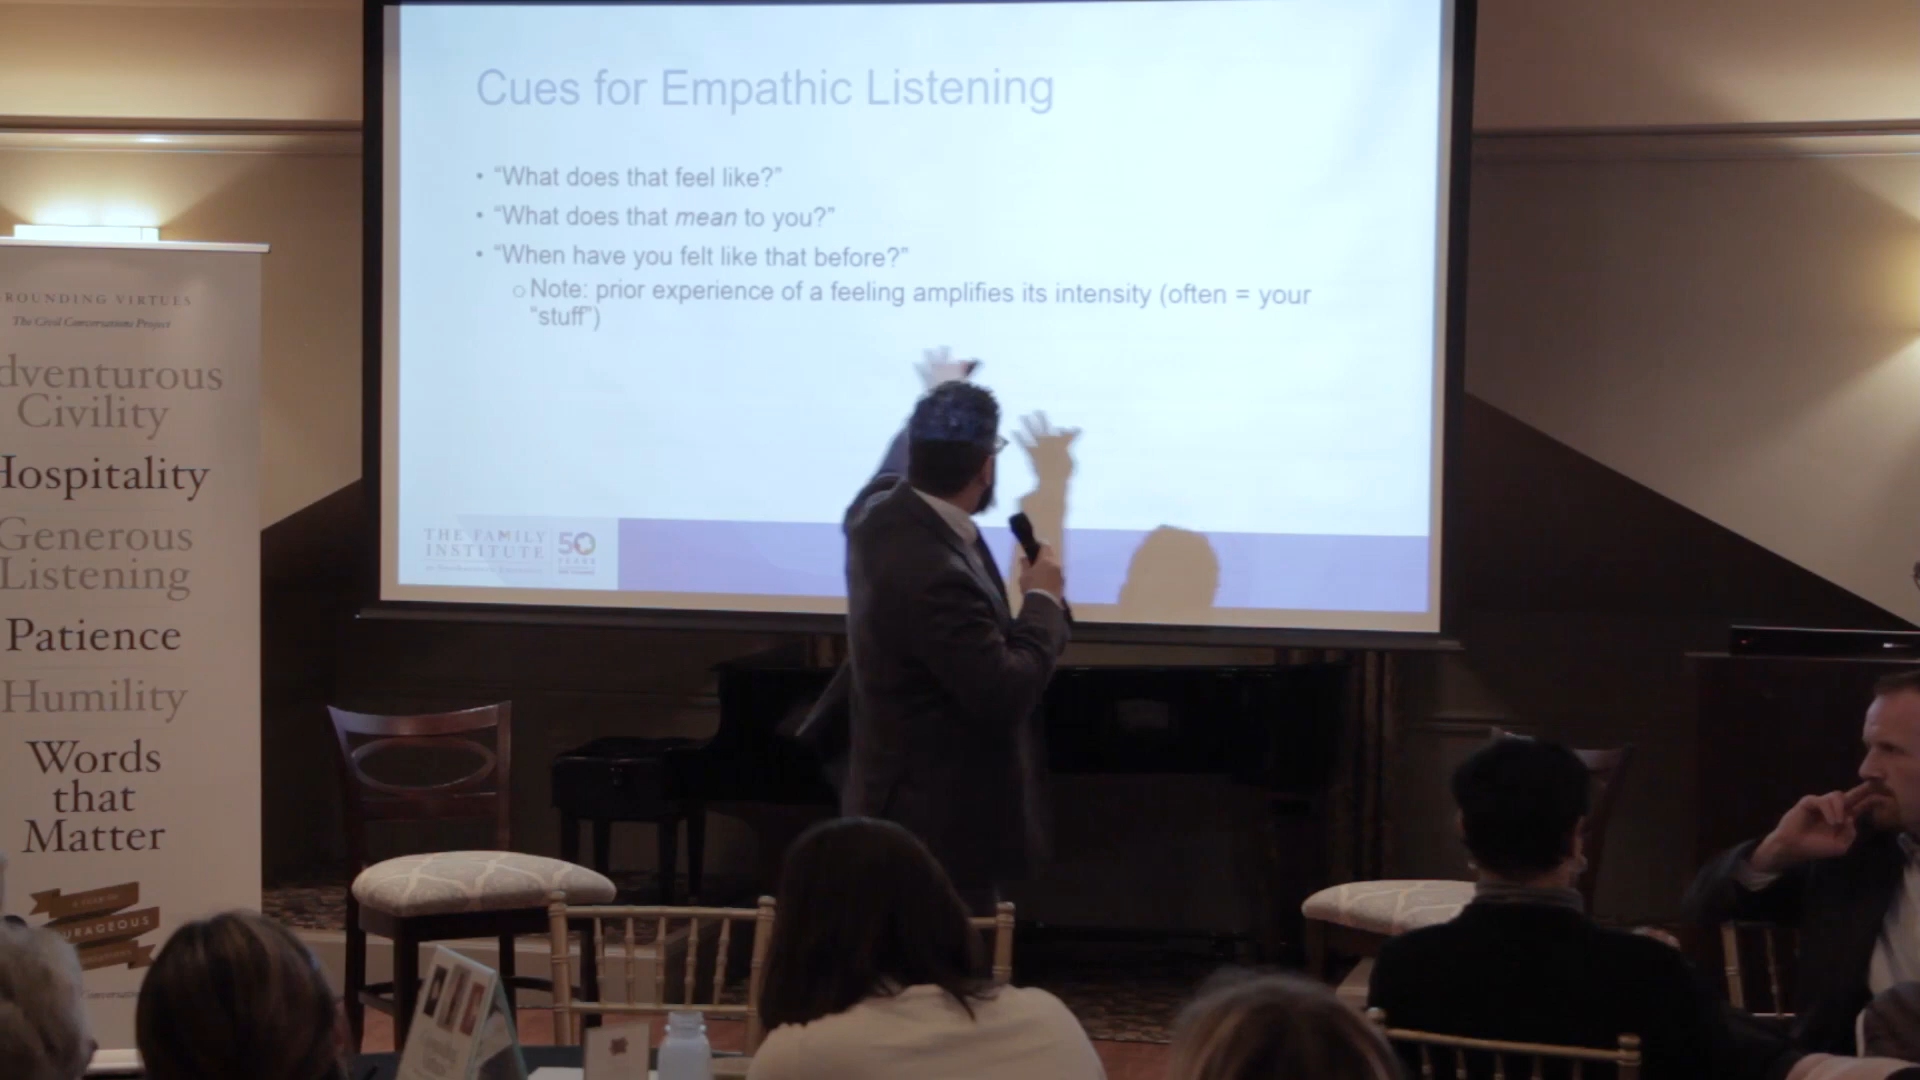 Cues for Empathic Listening
• “What does that feel like?”
• “What does that mean to you?”
• “When have you felt like that before?”
○ Note: prior experience of a feeling amplifies its intensity (often = your
“stuff”)
THE FAMILY
INSTITUTE
50
YEARS
ROUNDING VIRTUES
The Civil Conversations Project
dventurous
Civility
Hospitality
Generous
Listening
Patience
Humility
Words
that
Matter
URAGEOUS